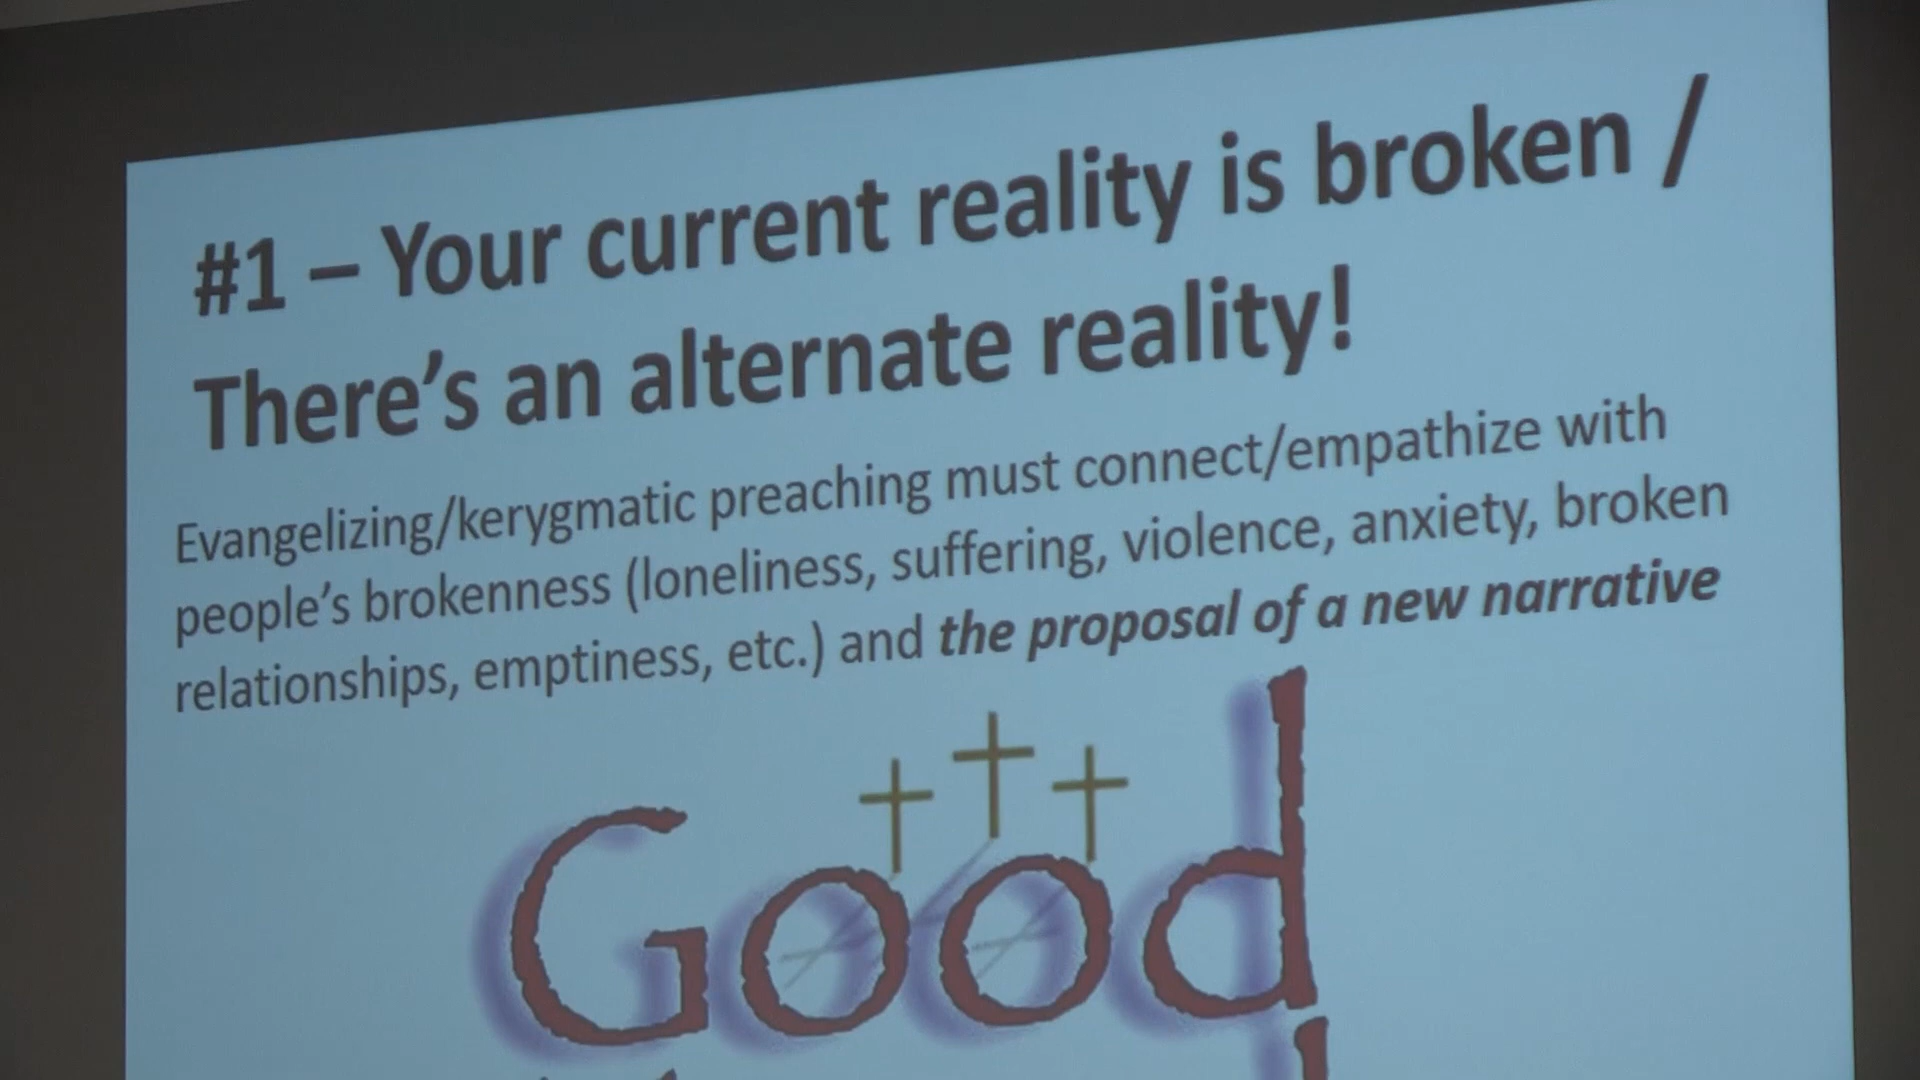 #1 – Your current reality is broken /
There's an alternate reality!
Evangelizing/kerygmatic preaching must connect/empathize with
people's brokenness (loneliness, suffering, violence, anxiety, broken
relationships, emptiness, etc.) and the proposal of a new narrative
Good